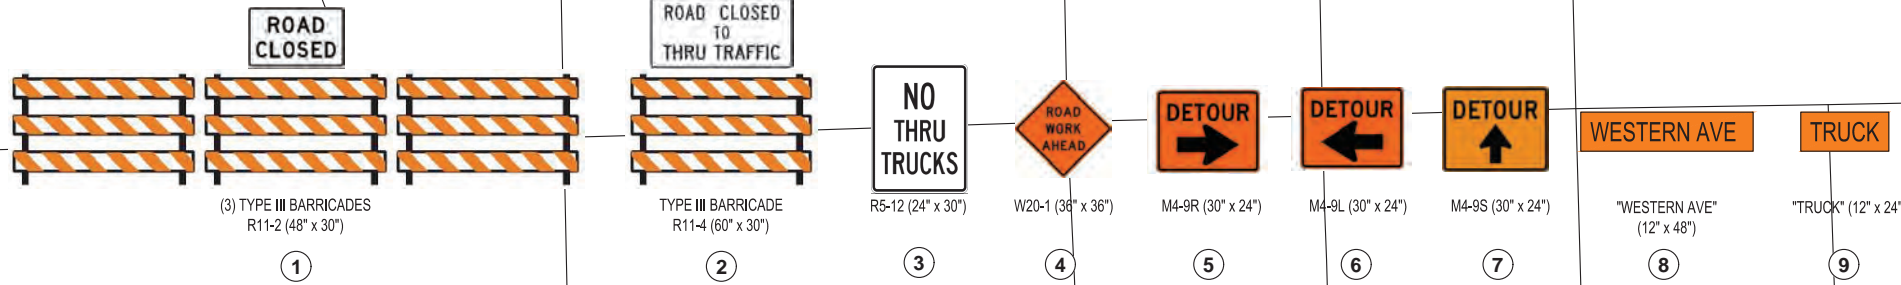 ROAD
CLOSED
(3) TYPE III BARRICADES
R11-2 (48" x 30")
1
ROAD CLOSED
TO
THRU TRAFFIC
TYPE III BARRICADE
R11-4 (60" x 30")
2
NO
THRU
TRUCKS
R5-12 (24" x 30")
3
ROAD
WORK
AHEAD
W20-1 (36" x 36")
4
DETOUR
M4-9R (30" x 24")
5
DETOUR
M4-9L (30" x 24")
6
DETOUR
M4-9S (30" x 24")
7
WESTERN AVE
"WESTERN AVE"
(12" x 48")
8
TRUCK
"TRUCK" (12" x 24"
9